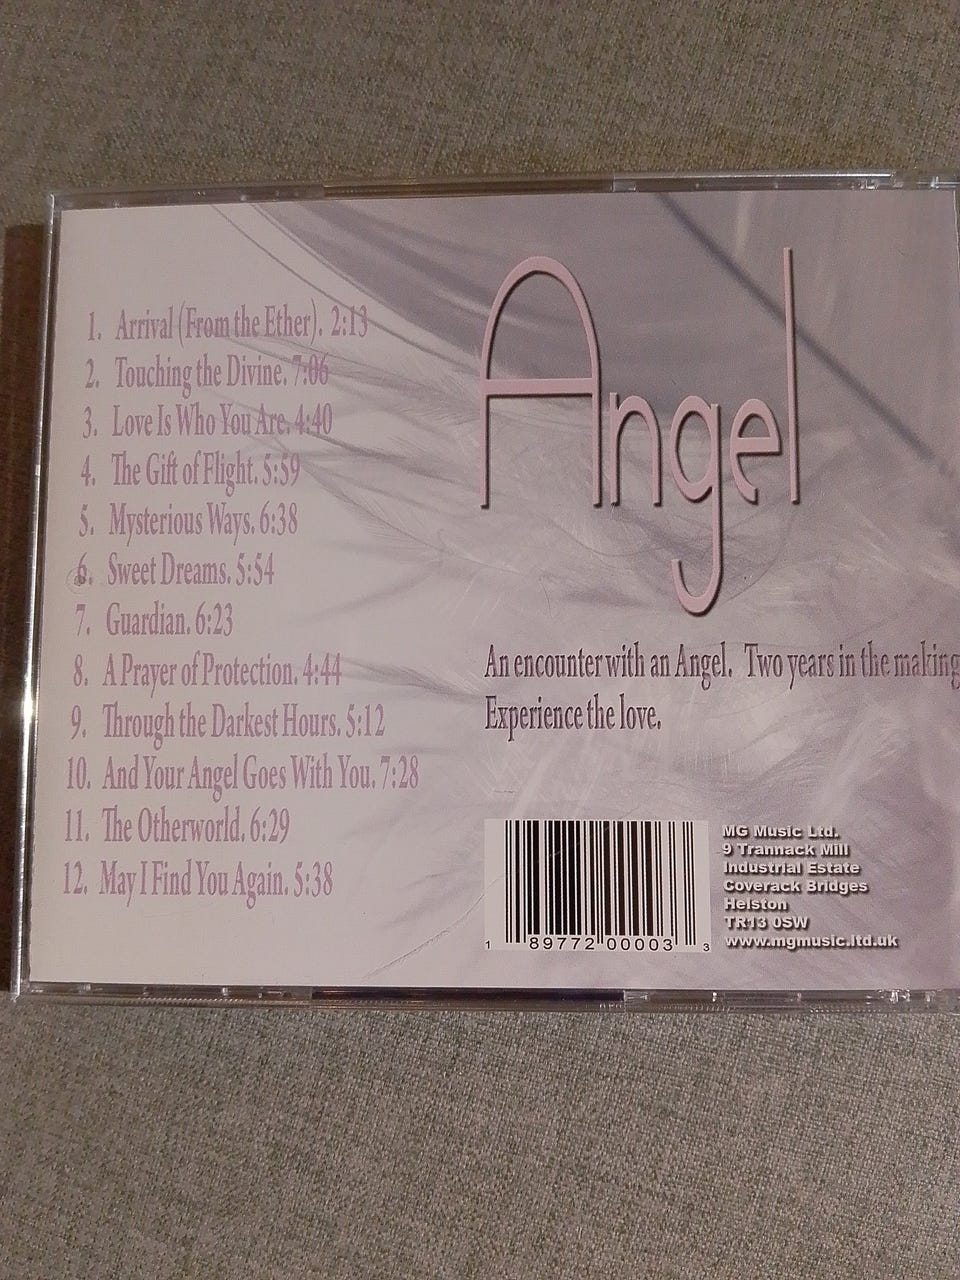 1. Arrival (From the Ether). 2:13
2. Touching the Divine. 7:06
3. Love Is Who You Are. 4:40
4. The Gift of Flight. 5:59
5. Mysterious Ways. 6:38
6. Sweet Dreams. 5:54
7. Guardian. 6:23
8. A Prayer of Protection. 4:44
9. Through the Darkest Hours. 5:12
10. And Your Angel Goes With You. 7:28
11. The Otherworld. 6:29
12. May I Find You Again. 5:38
Angel
An encounter with an Angel. Two years in the making
Experience the love.
1 89772 00003 3
MG Music Ltd.
9 Trannack Mill
Industrial Estate
Coverack Bridges
Helston
TR13 0SW
www.mgmusic.ltd.uk